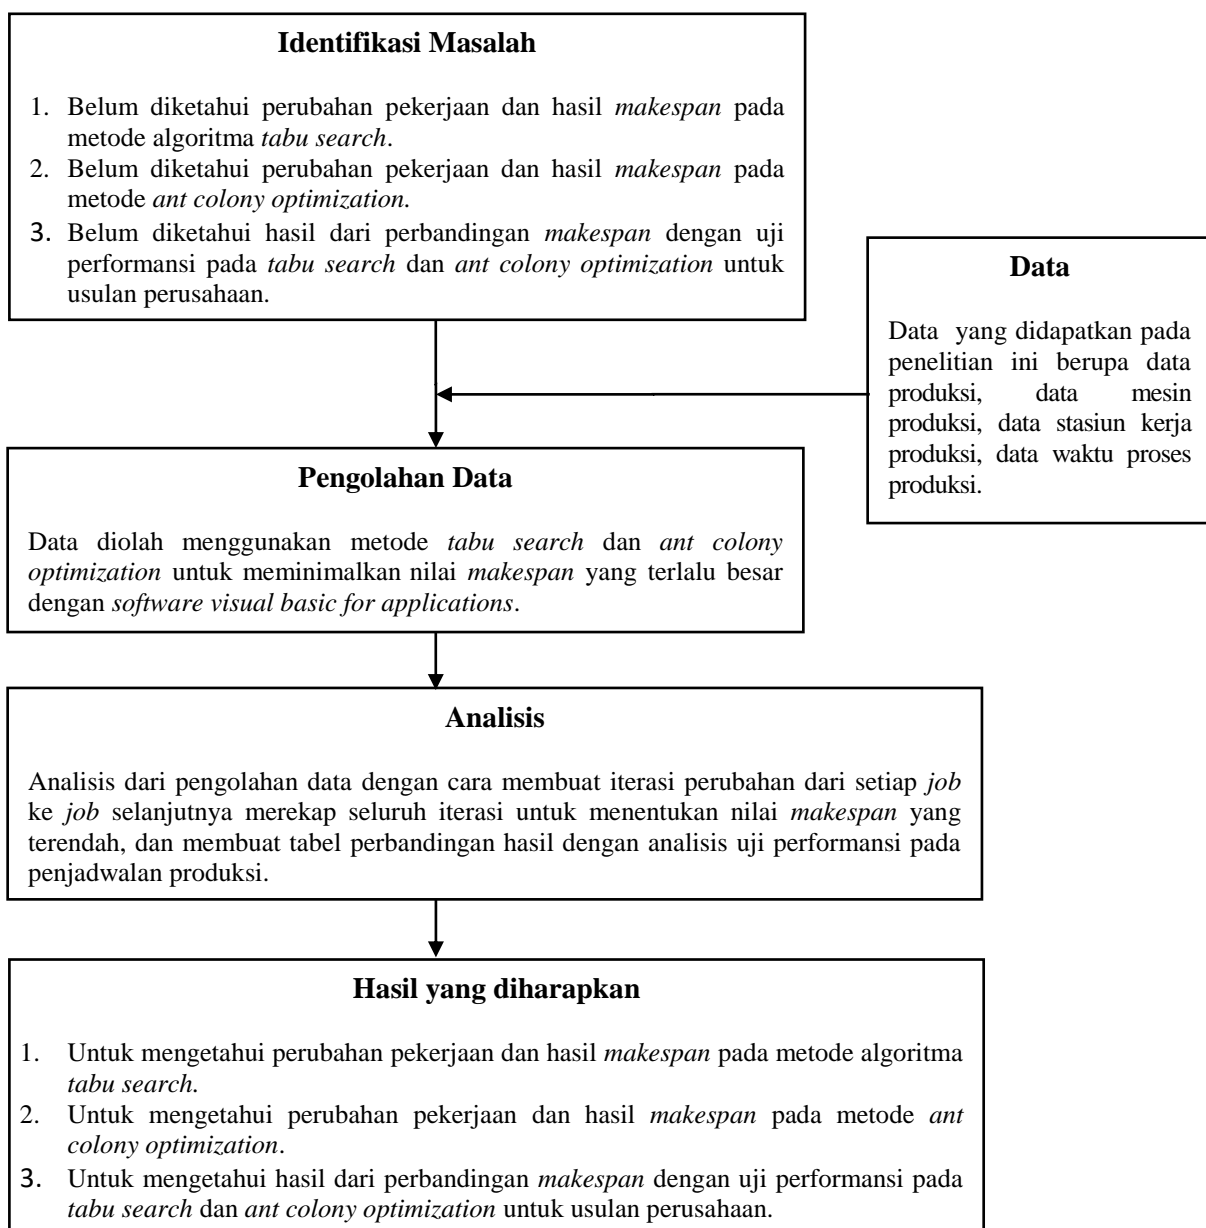 Identifikasi Masalah
1. Belum diketahui perubahan pekerjaan dan hasil makespan pada
metode algoritma tabu search.
2. Belum diketahui perubahan pekerjaan dan hasil makespan pada
metode ant colony optimization.
3. Belum diketahui hasil dari perbandingan makespan dengan uji
performansi pada tabu search dan ant colony optimization untuk
usulan perusahaan.
Data
Data yang didapatkan pada
penelitian ini berupa data
produksi, data mesin
produksi, data stasiun kerja
produksi, data waktu proses
produksi.
Pengolahan Data
Data diolah menggunakan metode tabu search dan ant colony
optimization untuk meminimalkan nilai makespan yang terlalu besar
dengan software visual basic for applications.
Analisis
Analisis dari pengolahan data dengan cara membuat iterasi perubahan dari setiap job
ke job selanjutnya merekap seluruh iterasi untuk menentukan nilai makespan yang
terendah, dan membuat tabel perbandingan hasil dengan analisis uji performansi pada
penjadwalan produksi.
Hasil yang diharapkan
1. Untuk mengetahui perubahan pekerjaan dan hasil makespan pada metode algoritma
tabu search.
2. Untuk mengetahui perubahan pekerjaan dan hasil makespan pada metode ant
colony optimization.
3. Untuk mengetahui hasil dari perbandingan makespan dengan uji performansi pada
tabu search dan ant colony optimization untuk usulan perusahaan.